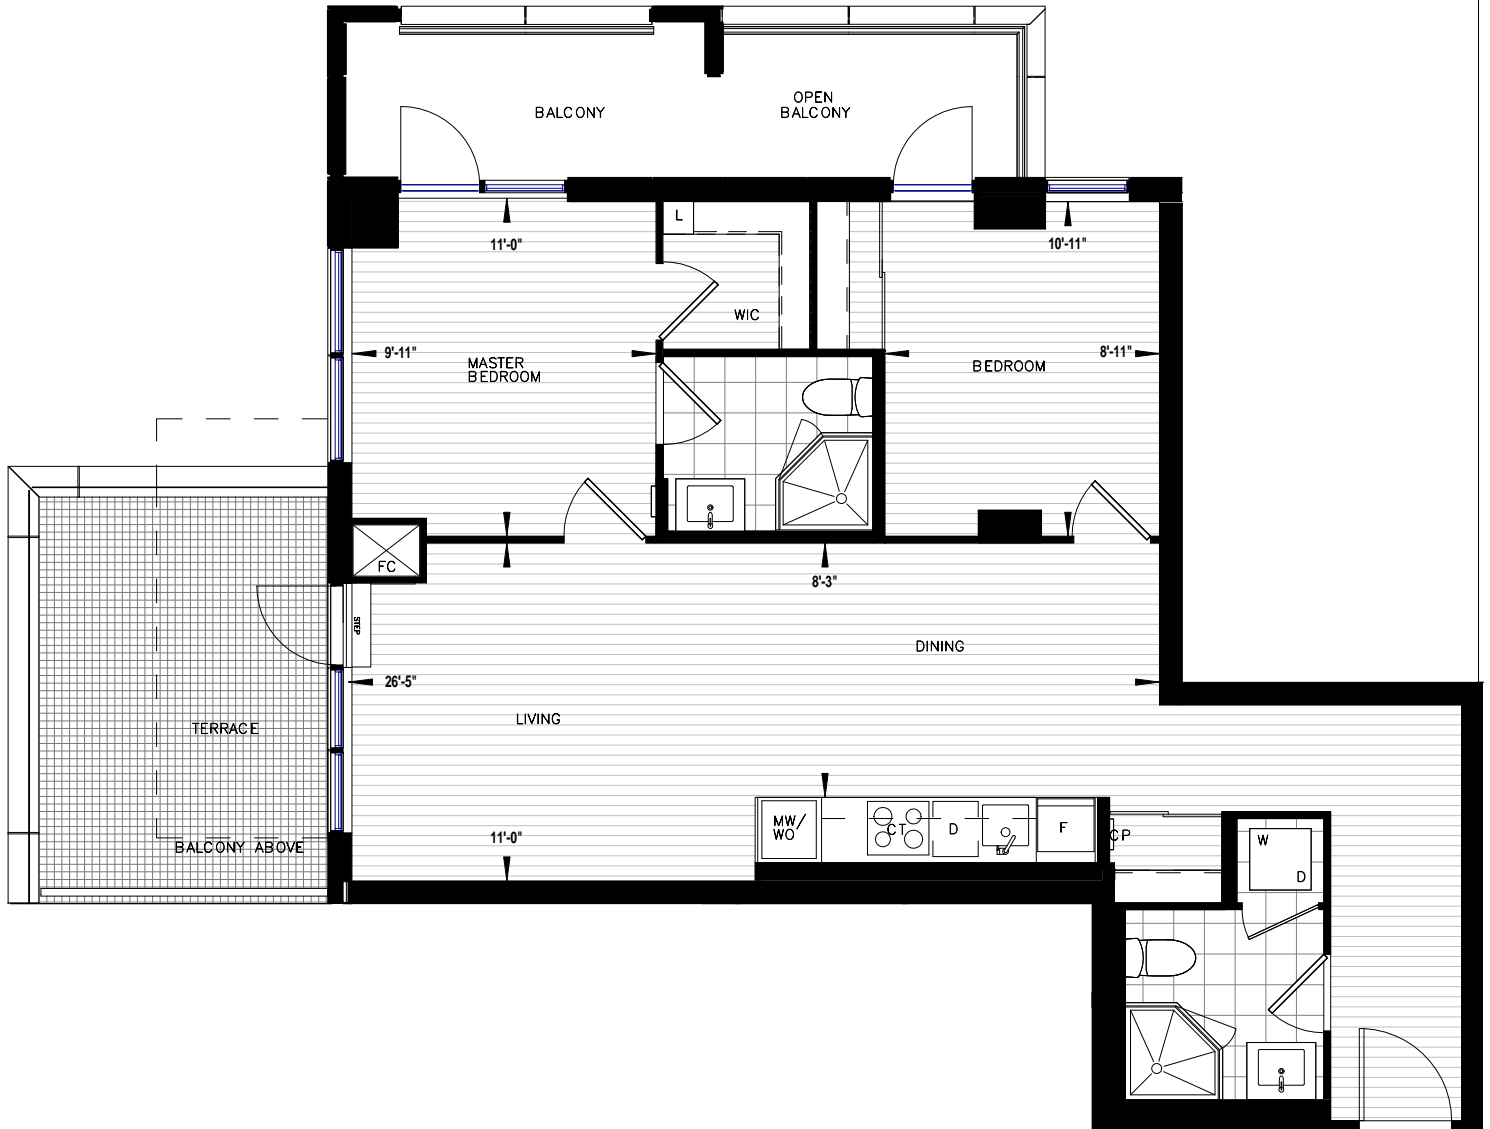 OPEN
BALCONY
BALCONY
L
11'-0"
10'-11"
WIC
9'-11"
MASTER
BEDROOM
8'-11"
BEDROOM
FC
8'-3"
STEP
DINING
26'-5"
LIVING
TERRACE
MW/
WO
CT
D
F
CP
11'-0"
W
D
BALCONY ABOVE